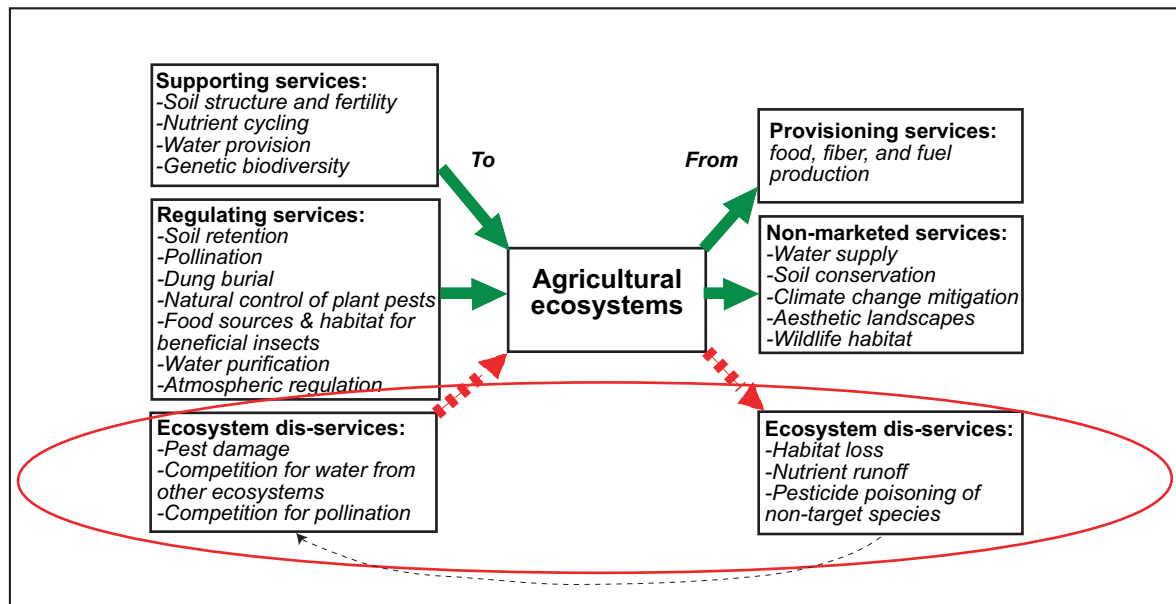 Supporting services:
-Soil structure and fertility
-Nutrient cycling
-Water provision
-Genetic biodiversity
Regulating services:
-Soil retention
-Pollination
-Dung burial
-Natural control of plant pests
-Food sources & habitat for
beneficial insects
-Water purification
-Atmospheric regulation
Ecosystem dis-services:
-Pest damage
-Competition for water from
other ecosystems
-Competition for pollination
To
Agricultural
ecosystems
From
Provisioning services:
food, fiber, and fuel
production
Non-marketed services:
-Water supply
-Soil conservation
-Climate change mitigation
-Aesthetic landscapes
-Wildlife habitat
Ecosystem dis-services:
-Habitat loss
-Nutrient runoff
-Pesticide poisoning of
non-target species